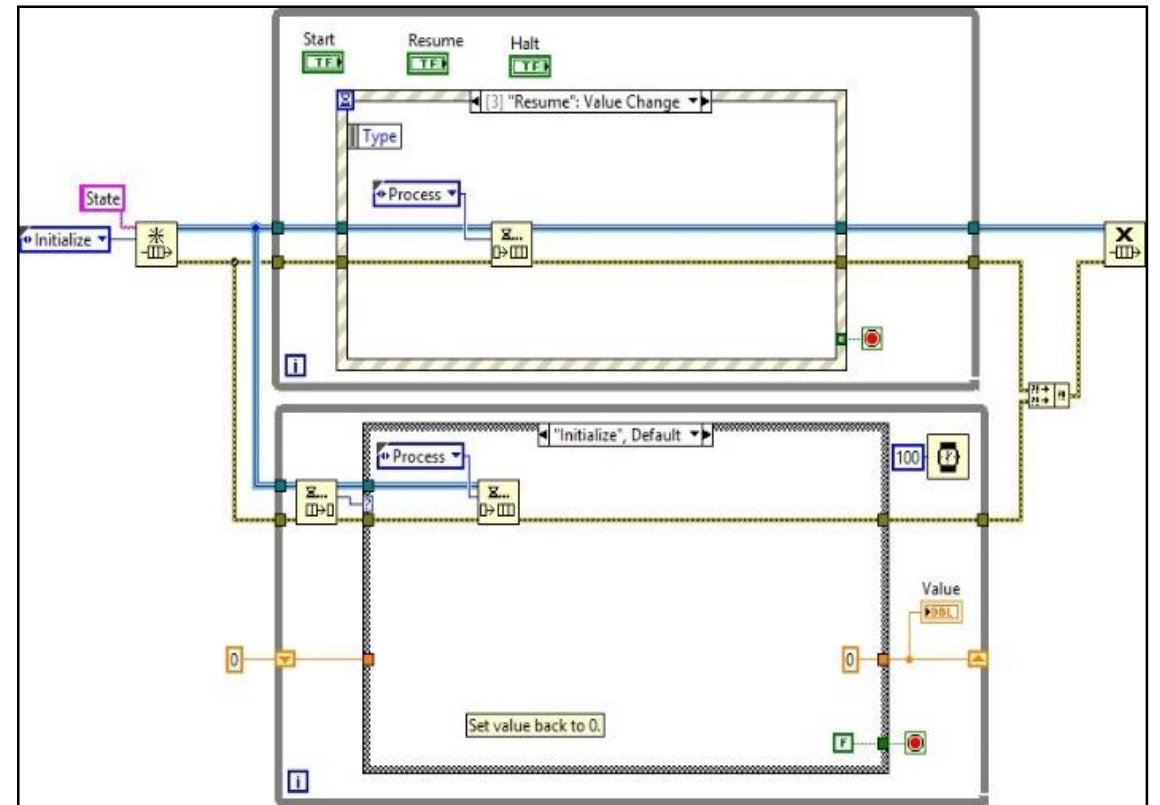 Start
Resume
Halt
TF
TF
TF
[3] "Resume": Value Change
Type
Process
State
Initialize
i
"Initialize", Default
Process
100
?
Value
DBL
0
0
Set value back to 0.
F
i